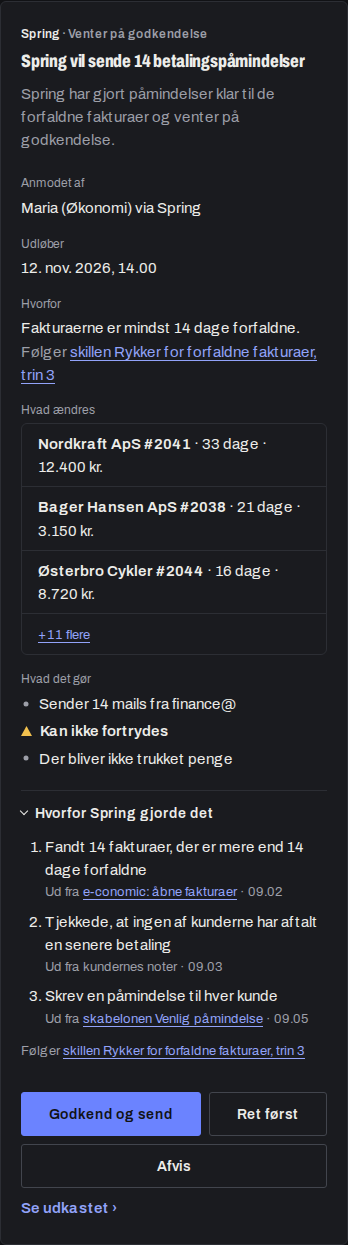 Spring · Venter på godkendelse
Spring vil sende 14 betalingspåmindelser
Spring har gjort påmindelser klar til de
forfaldne fakturaer og venter på
godkendelse.
Anmodet af
Maria (Økonomi) via Spring
Udløber
12. nov. 2026, 14.00
Hvorfor
Fakturaerne er mindst 14 dage forfaldne.
Følger skillen Rykker for forfaldne fakturaer,
trin 3
Hvad ændres
Nordkraft ApS #2041 · 33 dage ·
12.400 kr.
Bager Hansen ApS #2038 · 21 dage ·
3.150 kr.
Østerbro Cykler #2044 · 16 dage ·
8.720 kr.
+11 flere
Hvad det gør
Sender 14 mails fra finance@
Kan ikke fortrydes
Der bliver ikke trukket penge
Hvorfor Spring gjorde det
1. Fandt 14 fakturaer, der er mere end 14
dage forfaldne
Ud fra e-conomic: åbne fakturaer · 09.02
2. Tjekkede, at ingen af kunderne har aftalt
en senere betaling
Ud fra kundernes noter · 09.03
3. Skrev en påmindelse til hver kunde
Ud fra skabelonen Venlig påmindelse · 09.05
Følger skillen Rykker for forfaldne fakturaer, trin 3
Godkend og send
Ret først
Afvis
Se udkastet ›